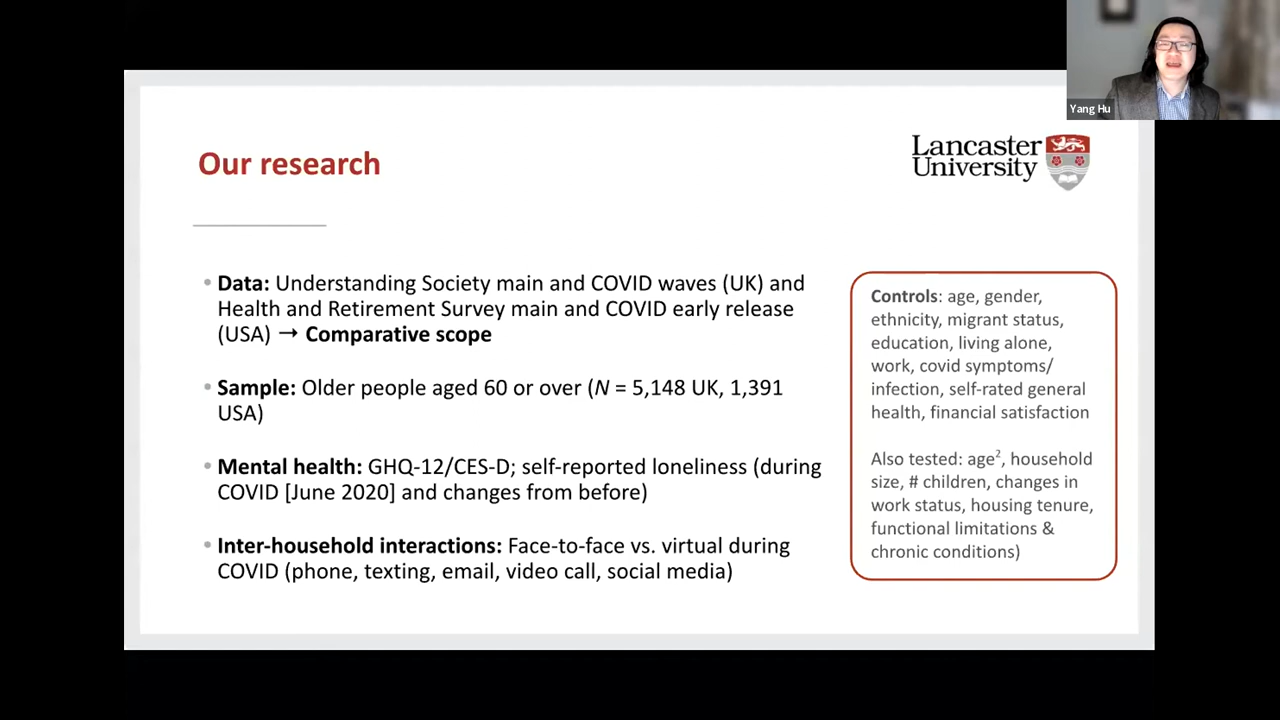 Yang Hu
Our research
Lancaster
University
• Data: Understanding Society main and COVID waves (UK) and
Health and Retirement Survey main and COVID early release
(USA) → Comparative scope
• Sample: Older people aged 60 or over (N = 5,148 UK, 1,391
USA)
• Mental health: GHQ-12/CES-D; self-reported loneliness (during
COVID [June 2020] and changes from before)
• Inter-household interactions: Face-to-face vs. virtual during
COVID (phone, texting, email, video call, social media)
Controls: age, gender,
ethnicity, migrant status,
education, living alone,
work, covid symptoms/
infection, self-rated general
health, financial satisfaction
Also tested: age², household
size, # children, changes in
work status, housing tenure,
functional limitations &
chronic conditions)